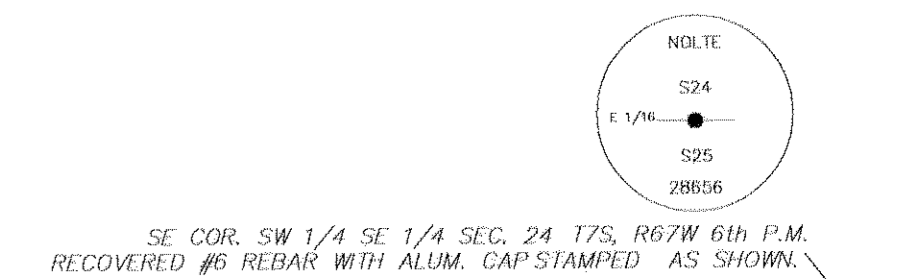 NOLTE
S24
E 1/16
S25
28656
SE COR. SW 1/4 SE 1/4 SEC. 24 T7S, R67W 6th P.M.
RECOVERED #6 REBAR WITH ALUM. CAP STAMPED AS SHOWN.